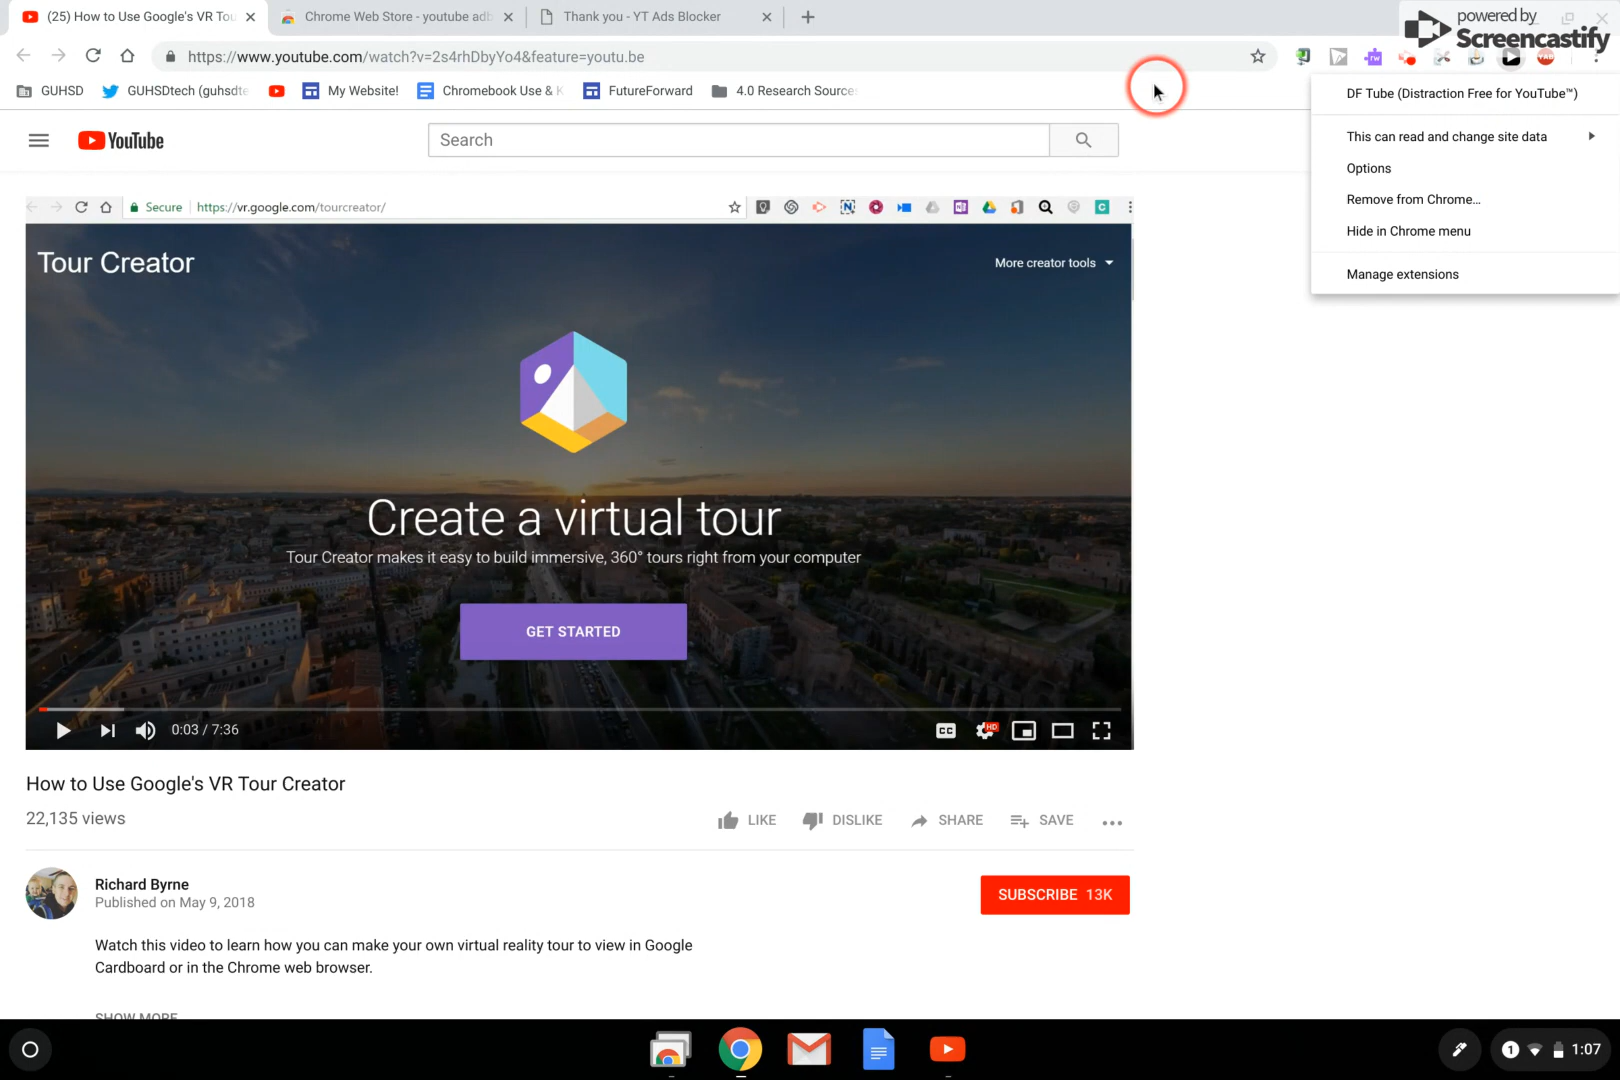 (25) How to Use Google's VR Tou
Chrome Web Store - youtube adb
Thank you - YT Ads Blocker
powered by
Screencastify
https://www.youtube.com/watch?v=2s4rhDbyYo4&feature=youtu.be
GUHSD
GUHSDtech (guhsdte
My Website!
Chromebook Use & K
FutureForward
4.0 Research Sources
DF Tube (Distraction Free for YouTube™)
This can read and change site data
Options
Remove from Chrome...
Hide in Chrome menu
Manage extensions
YouTube
Search
Secure
https://vr.google.com/tourcreator/
Tour Creator
More creator tools
Create a virtual tour
Tour Creator makes it easy to build immersive, 360° tours right from your computer
GET STARTED
0:03 / 7:36
CC
HD
How to Use Google's VR Tour Creator
22,135 views
LIKE
DISLIKE
SHARE
SAVE
Richard Byrne
Published on May 9, 2018
SUBSCRIBE 13K
Watch this video to learn how you can make your own virtual reality tour to view in Google
Cardboard or in the Chrome web browser.
SHOW MORE
1
1:07